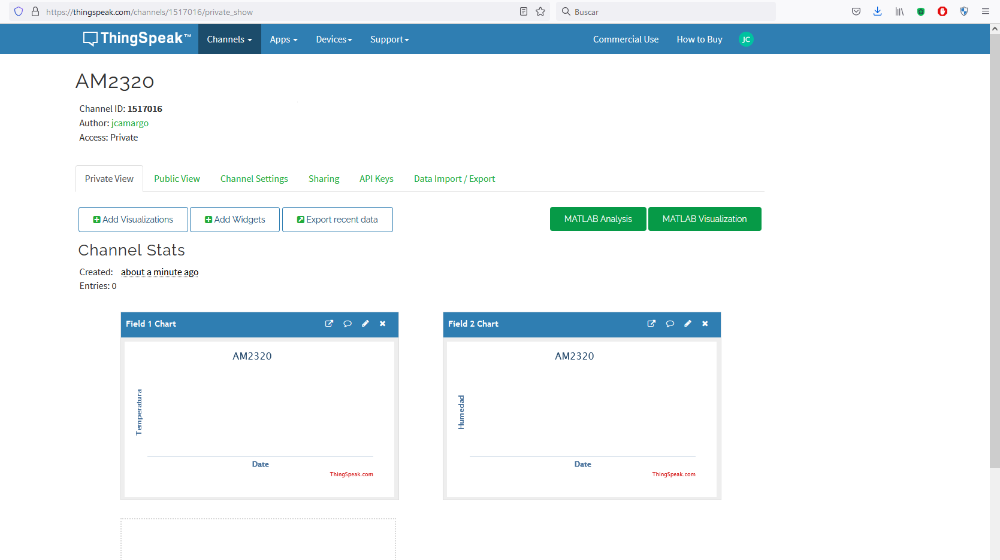 https://thingspeak.com/channels/1517016/private_show
Buscar
ThingSpeak™ Channels Apps Devices Support Commercial Use How to Buy JC
AM2320
Channel ID: 1517016
Author: jcamargo
Access: Private
Private View Public View Channel Settings Sharing API Keys Data Import / Export
Add Visualizations Add Widgets Export recent data MATLAB Analysis MATLAB Visualization
Channel Stats
Created: about a minute ago
Entries: 0
Field 1 Chart
AM2320
Temperatura
Date
ThingSpeak.com
Field 2 Chart
AM2320
Humedad
Date
ThingSpeak.com